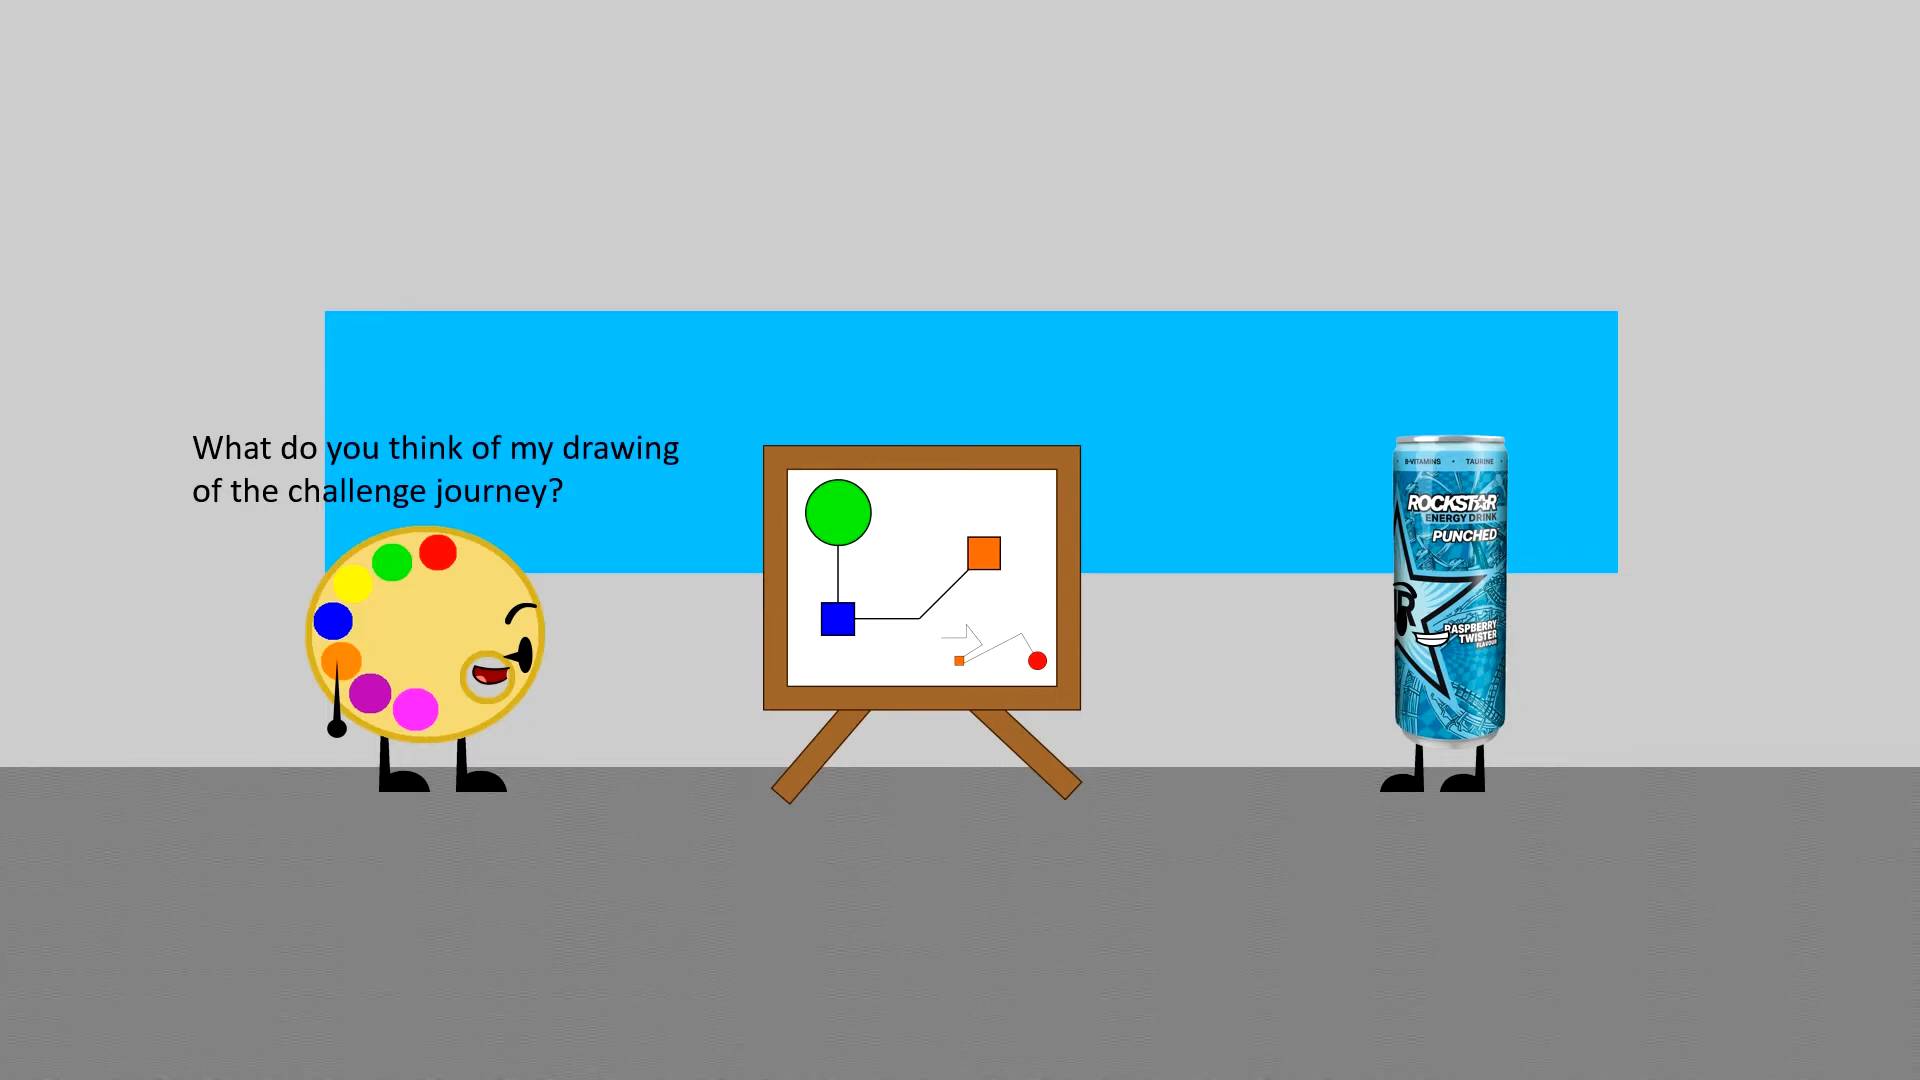 What do you think of my drawing
of the challenge journey?
B-VITAMINS • TAURINE
ROCKSTAR
ENERGY DRINK
PUNCHED
R
RASPBERRY
TWISTER
FLAVOUR